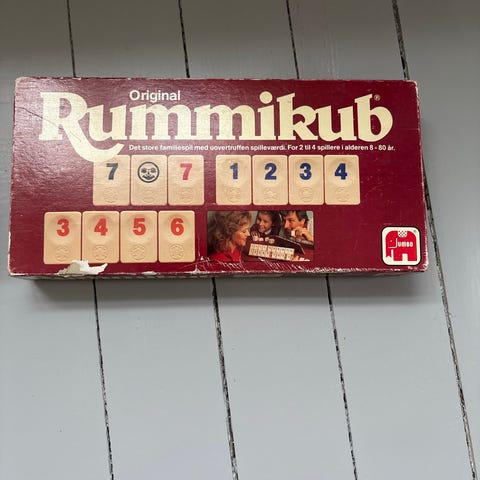 Original
Rummikub®
Det store familiespil med uovertruffen spilleværdi. For 2 til 4 spillere i alderen 8 - 80 år.
7 7 1 2 3 4
3 4 5 6
Jumbo